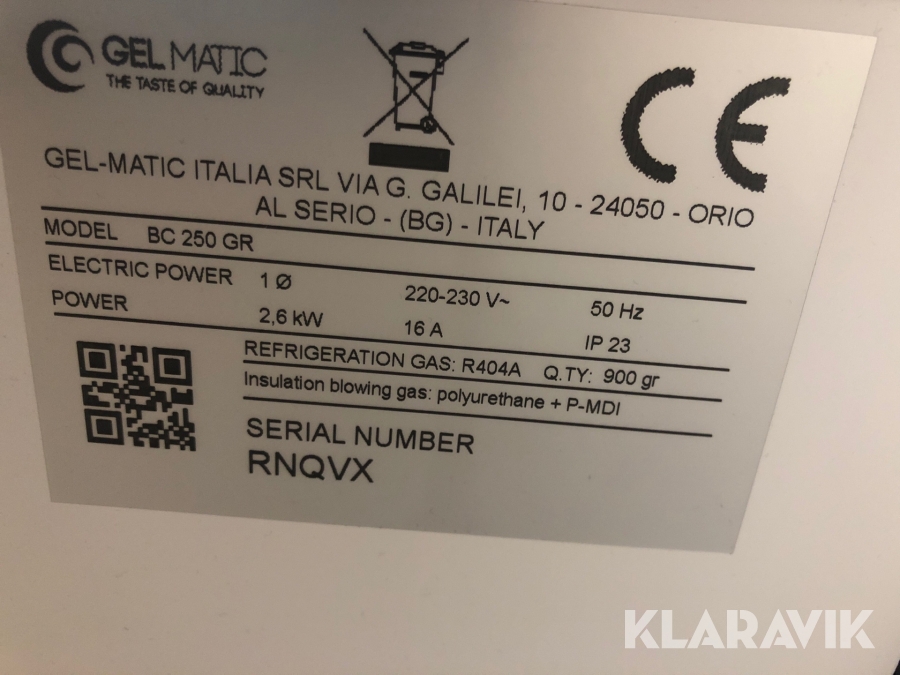 GEL MATIC
THE TASTE OF QUALITY
CE
GEL-MATIC ITALIA SRL VIA G. GALILEI, 10 - 24050 - ORIO
AL SERIO - (BG) - ITALY
MODEL BC 250 GR
ELECTRIC POWER 1 Ø 220-230 V~ 50 Hz
POWER 2,6 kW 16 A IP 23
REFRIGERATION GAS: R404A Q.TY: 900 gr
Insulation blowing gas: polyurethane + P-MDI
SERIAL NUMBER
RNQVX
KLARAVIK